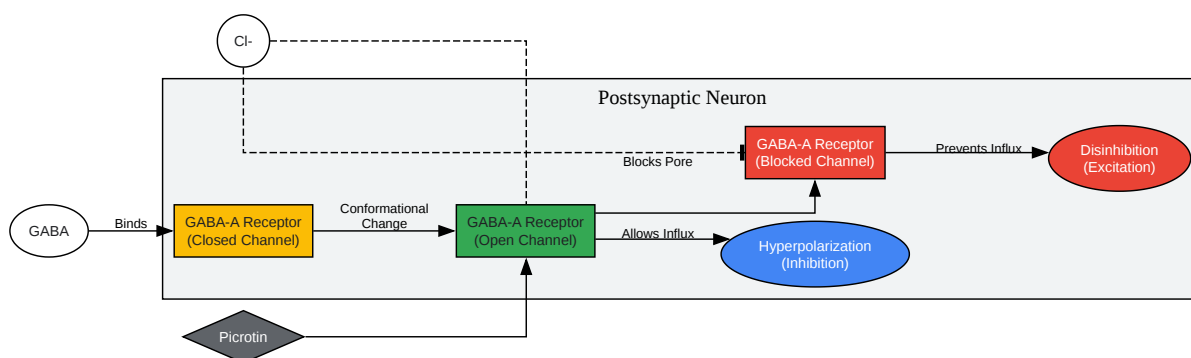 Cl-
Postsynaptic Neuron
GABA-A Receptor
(Blocked Channel)
Blocks Pore
Prevents Influx
Disinhibition
(Excitation)
GABA
Binds
GABA-A Receptor
(Closed Channel)
Conformational
Change
GABA-A Receptor
(Open Channel)
Allows Influx
Hyperpolarization
(Inhibition)
Picrotin